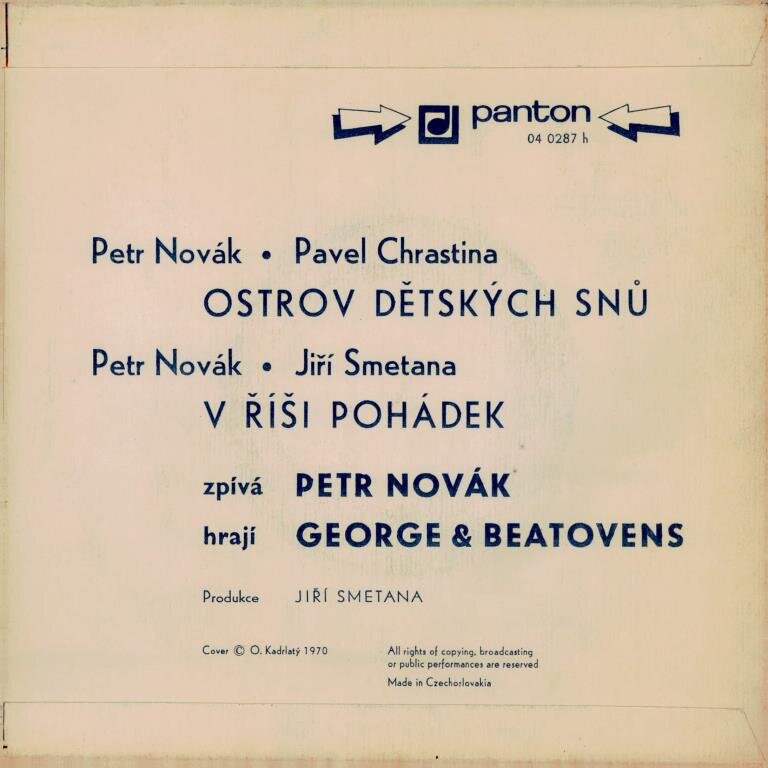 panton
04 0287 h
Petr Novák • Pavel Chrastina
OSTROV DĚTSKÝCH SNŮ
Petr Novák • Jiří Smetana
V ŘÍŠI POHÁDEK
zpívá PETR NOVÁK
hrají GEORGE & BEATOVENS
Produkce JIŘÍ SMETANA
Cover © O. Kadrlatý 1970
All rights of copying, broadcasting
or public performances are reserved
Made in Czechoslovakia